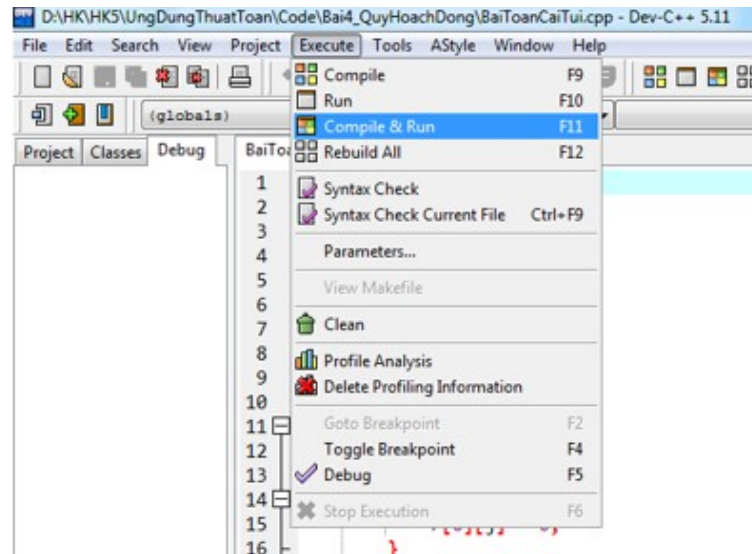 D:\HK\HK5\UngDungThuatToan\Code\Bai4_QuyHoachDong\BaiToanCaiTui.cpp - Dev-C++ 5.11
File Edit Search View Project Execute Tools AStyle Window Help
(globals)
Project Classes Debug
Compile F9
Run F10
Compile & Run F11
Rebuild All F12
Syntax Check
Syntax Check Current File Ctrl+F9
Parameters...
View Makefile
Clean
Profile Analysis
Delete Profiling Information
Goto Breakpoint F2
Toggle Breakpoint F4
Debug F5
Stop Execution F6
1
2
3
4
5
6
7
8
9
10
11
12
13
14
15
16 }